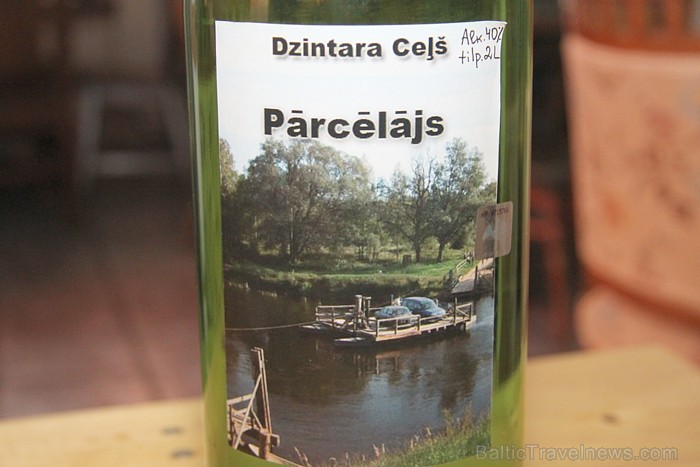 Dzintara Ceļš
Alk. 40%
tilp. 2L
Pārcēlājs
BalticTravelnews.com